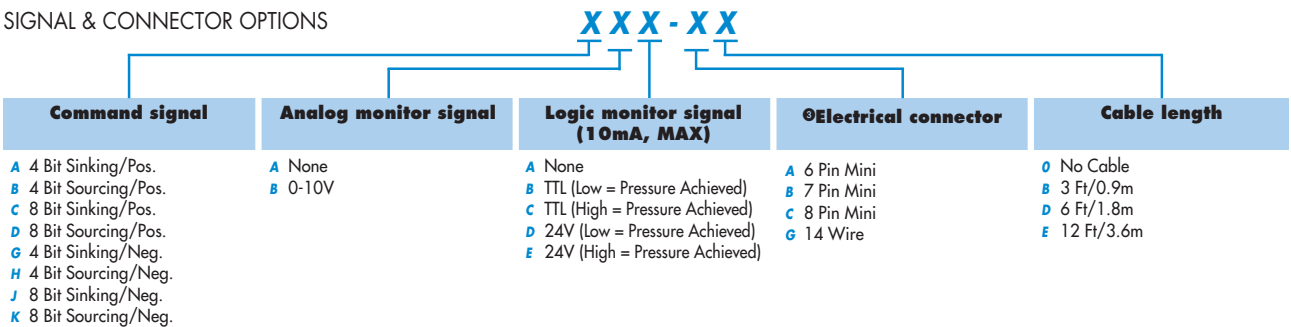 SIGNAL & CONNECTOR OPTIONS
X X X - X X
Command signal
A 4 Bit Sinking/Pos.
B 4 Bit Sourcing/Pos.
C 8 Bit Sinking/Pos.
D 8 Bit Sourcing/Pos.
G 4 Bit Sinking/Neg.
H 4 Bit Sourcing/Neg.
J 8 Bit Sinking/Neg.
K 8 Bit Sourcing/Neg.
Analog monitor signal
A None
B 0-10V
Logic monitor signal
(10mA, MAX)
A None
B TTL (Low = Pressure Achieved)
C TTL (High = Pressure Achieved)
D 24V (Low = Pressure Achieved)
E 24V (High = Pressure Achieved)
❸Electrical connector
A 6 Pin Mini
B 7 Pin Mini
C 8 Pin Mini
G 14 Wire
Cable length
0 No Cable
B 3 Ft/0.9m
D 6 Ft/1.8m
E 12 Ft/3.6m